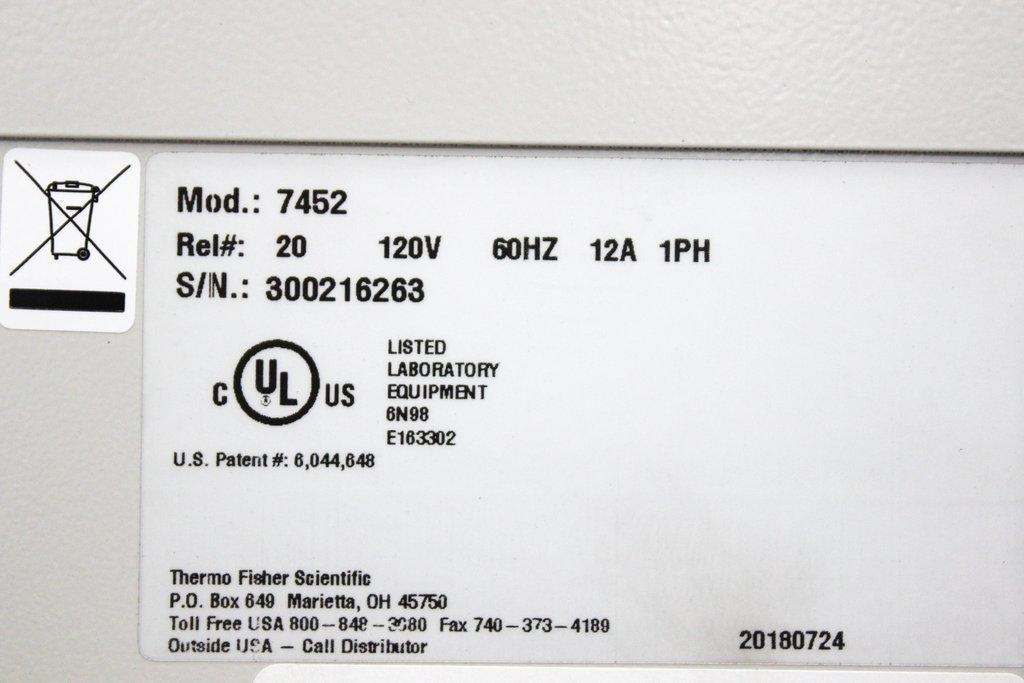 Mod.: 7452
Rel#: 20 120V 60HZ 12A 1PH
S/N.: 300216263
C UL US
LISTED
LABORATORY
EQUIPMENT
6N98
E163302
U.S. Patent #: 6,044,648
Thermo Fisher Scientific
P.O. Box 649 Marietta, OH 45750
Toll Free USA 800-848-3080 Fax 740-373-4189
Outside USA - Call Distributor
20180724